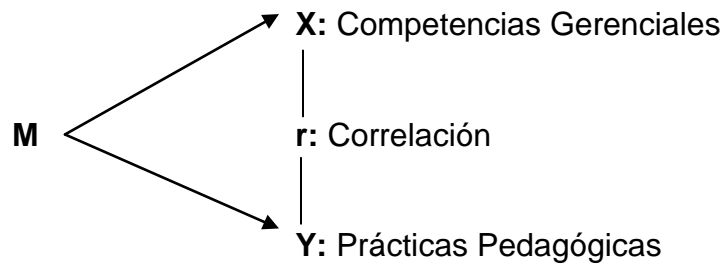 X: Competencias Gerenciales
M
r: Correlación
Y: Prácticas Pedagógicas